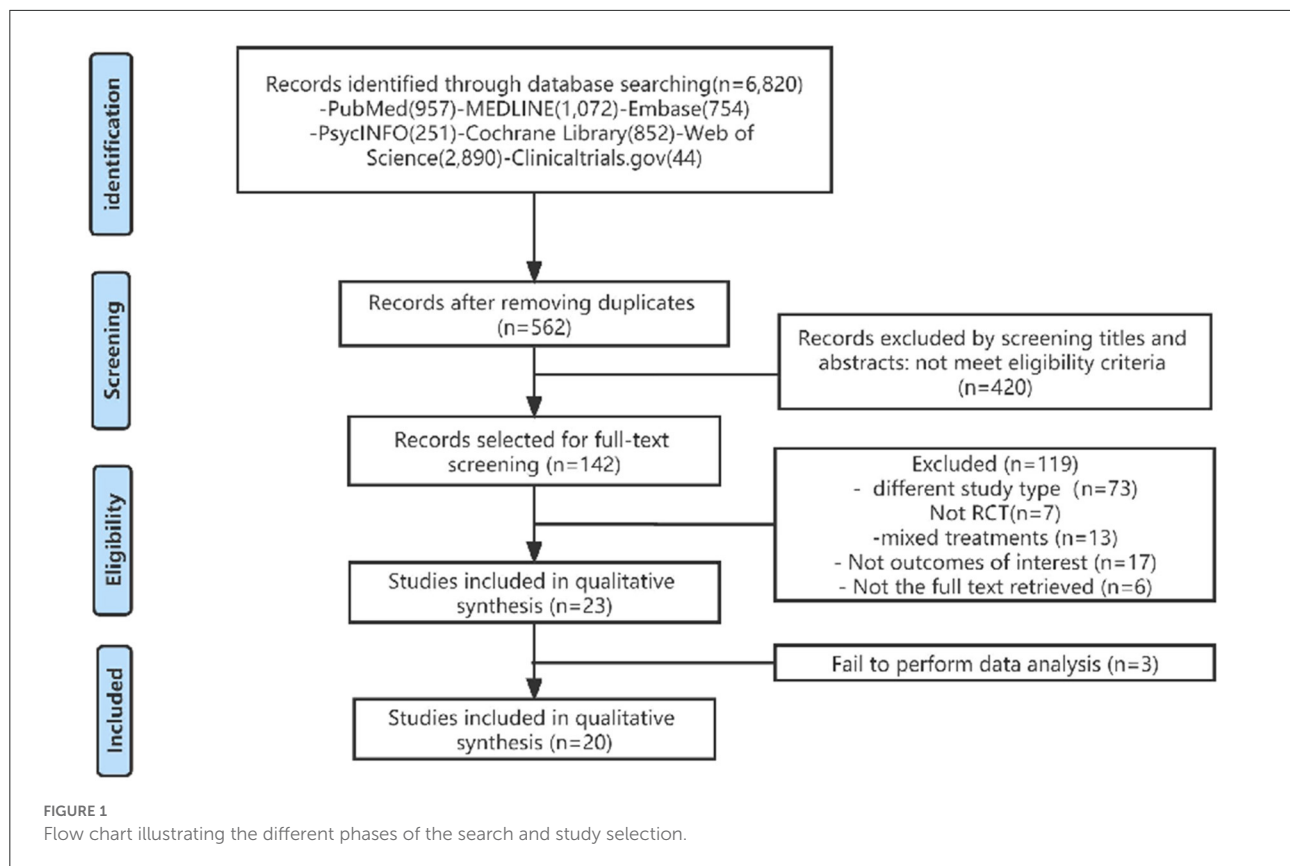 identification
Records identified through database searching(n=6,820)
-PubMed(957)-MEDLINE(1,072)-Embase(754)
-PsycINFO(251)-Cochrane Library(852)-Web of
Science(2,890)-Clinicaltrials.gov(44)
Screening
Records after removing duplicates
(n=562)
Records excluded by screening titles and
abstracts: not meet eligibility criteria
(n=420)
Records selected for full-text
screening (n=142)
Eligibility
Excluded (n=119)
- different study type (n=73)
Not RCT(n=7)
-mixed treatments (n=13)
- Not outcomes of interest (n=17)
- Not the full text retrieved (n=6)
Studies included in qualitative
synthesis (n=23)
Included
Fail to perform data analysis (n=3)
Studies included in qualitative
synthesis (n=20)
FIGURE 1
Flow chart illustrating the different phases of the search and study selection.